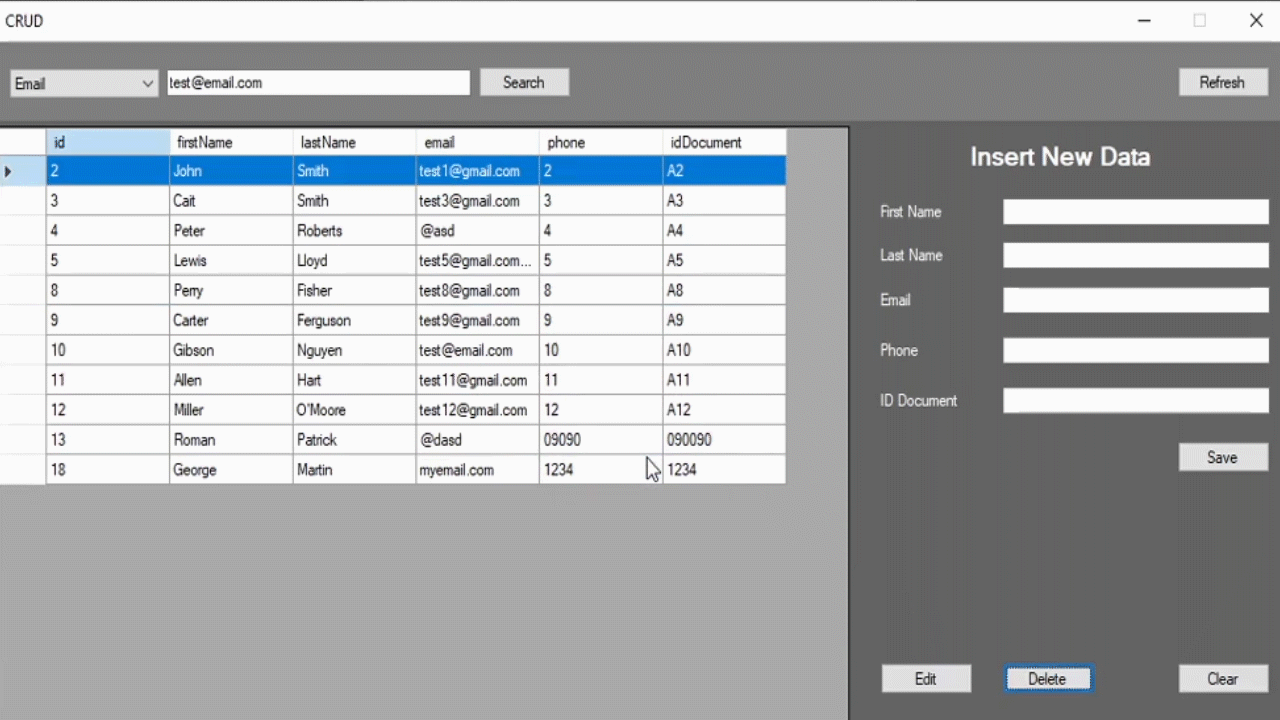 CRUD
Email test@email.com Search Refresh
id firstName lastName email phone idDocument
2 John Smith test1@gmail.com 2 A2
3 Cait Smith test3@gmail.com 3 A3
4 Peter Roberts @asd 4 A4
5 Lewis Lloyd test5@gmail.com... 5 A5
8 Perry Fisher test8@gmail.com 8 A8
9 Carter Ferguson test9@gmail.com 9 A9
10 Gibson Nguyen test@email.com 10 A10
11 Allen Hart test11@gmail.com 11 A11
12 Miller O'Moore test12@gmail.com 12 A12
13 Roman Patrick @dasd 09090 090090
18 George Martin myemail.com 1234 1234
Insert New Data
First Name
Last Name
Email
Phone
ID Document
Save
Edit Delete Clear